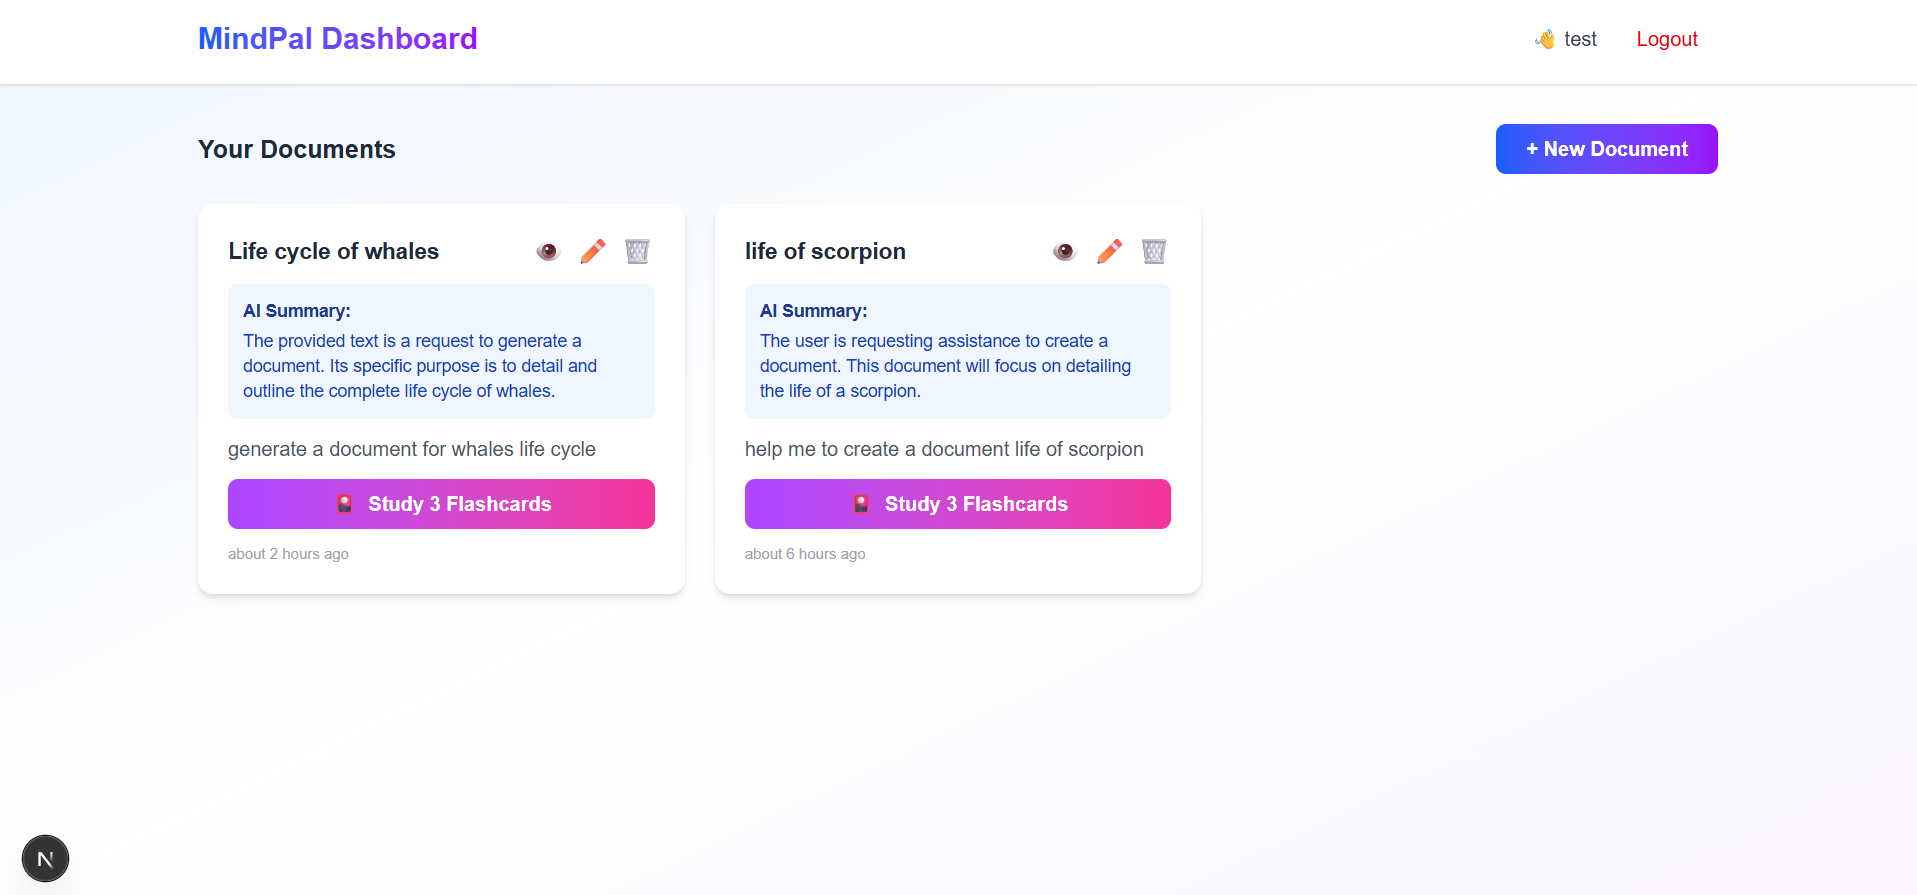 MindPal Dashboard
👋 test
Logout
Your Documents
+ New Document
Life cycle of whales
AI Summary:
The provided text is a request to generate a
document. Its specific purpose is to detail and
outline the complete life cycle of whales.
generate a document for whales life cycle
Study 3 Flashcards
about 2 hours ago
life of scorpion
AI Summary:
The user is requesting assistance to create a
document. This document will focus on detailing
the life of a scorpion.
help me to create a document life of scorpion
Study 3 Flashcards
about 6 hours ago
N